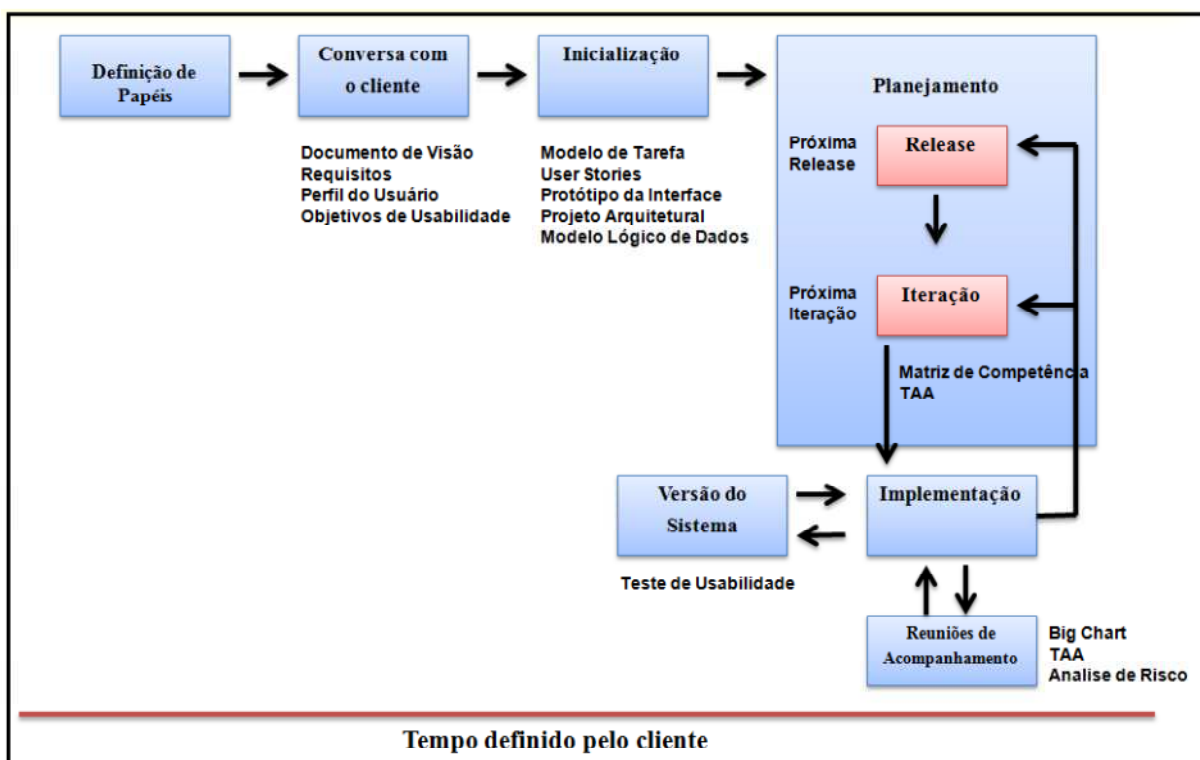 Definição de
Papéis
Conversa com
o cliente
Documento de Visão
Requisitos
Perfil do Usuário
Objetivos de Usabilidade
Inicialização
Modelo de Tarefa
User Stories
Protótipo da Interface
Projeto Arquitetural
Modelo Lógico de Dados
Planejamento
Próxima
Release
Release
Próxima
Iteração
Iteração
Matriz de Competência
TAA
Versão do
Sistema
Teste de Usabilidade
Implementação
Reuniões de
Acompanhamento
Big Chart
TAA
Analise de Risco
Tempo definido pelo cliente